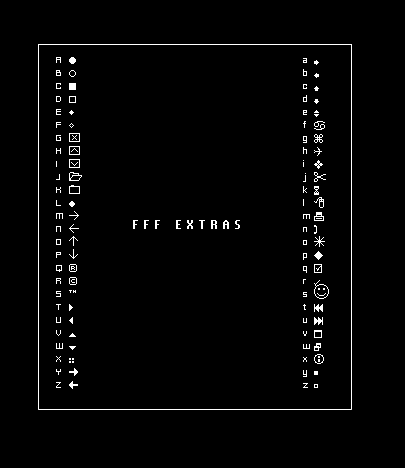 A ●
B ○
C ■
D □
E
F
G
H
I
J
K
L
M →
N ←
O ↑
P ↓
Q ®
R ©
S ™
T
U
V
W
X
Y
Z
FFF EXTRAS
a
b
c
d
e
f
g ⌘
h
i
j
k
l
m
n
o
p
q
r
s
t
u
v
w
x
y
z